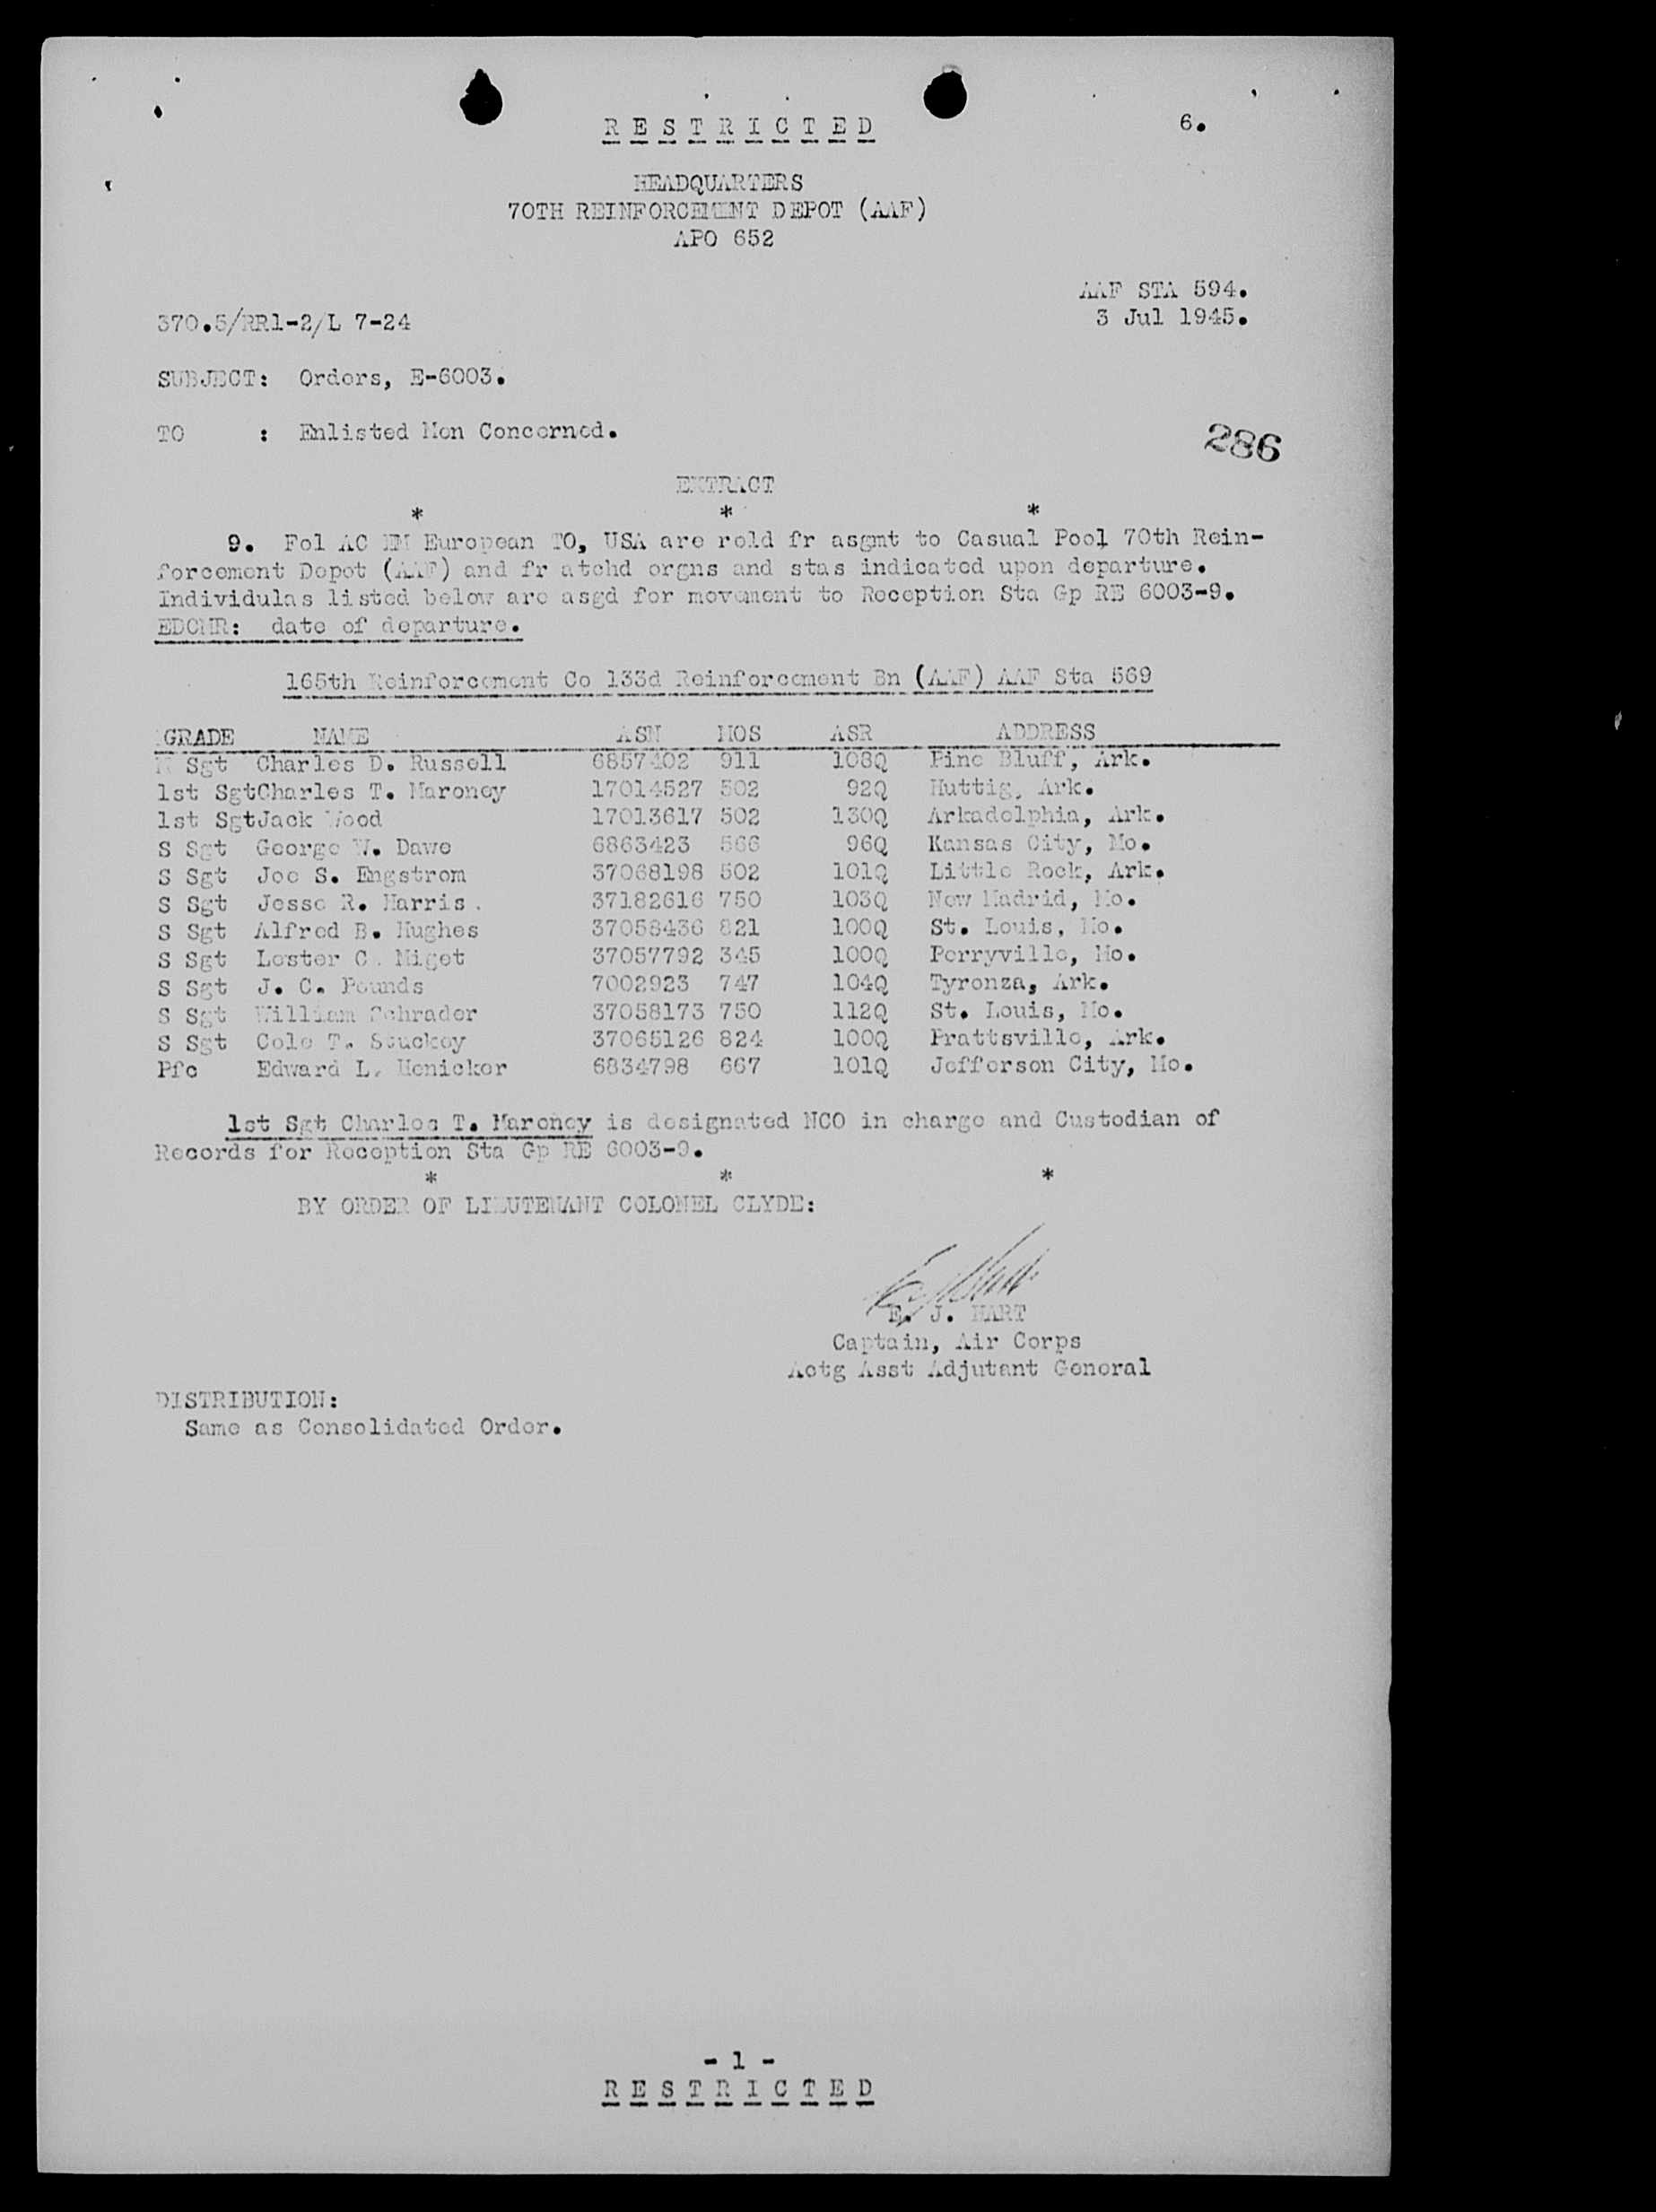 R E S T R I C T E D
6.
HEADQUARTERS
70TH REINFORCEMENT DEPOT (AAF)
APO 652
AAF STA 594.
370.5/RR1-2/L 7-24
3 Jul 1945.
SUBJECT: Orders, E-6003.
TO : Enlisted Men Concerned.
286
EXTRACT
* * *
9. Fol AC EM European TO, USA are reld fr asgmt to Casual Pool 70th Rein-
forcement Depot (AAF) and fr atchd orgns and stas indicated upon departure.
Individulas listed below are asgd for movement to Reception Sta Gp RE 6003-9.
EDCMR: date of departure.
165th Reinforcement Co 133d Reinforcement Bn (AAF) AAF Sta 569
GRADE NAME ASN MOS ASR ADDRESS
M Sgt Charles D. Russell 6857402 911 108Q Pine Bluff, Ark.
1st SgtCharles T. Maroney 17014527 502 92Q Huttig, Ark.
1st SgtJack Wood 17013617 502 130Q Arkadelphia, Ark.
S Sgt George W. Dawe 6863423 566 96Q Kansas City, Mo.
S Sgt Joe S. Engstrom 37068198 502 101Q Little Rock, Ark.
S Sgt Jesse R. Harris. 37182616 750 103Q New Madrid, Mo.
S Sgt Alfred B. Hughes 37058436 821 100Q St. Louis, Mo.
S Sgt Lester C. Miget 37057792 345 100Q Perryville, Mo.
S Sgt J. C. Pounds 7002923 747 104Q Tyronza, Ark.
S Sgt William Schrader 37058173 750 112Q St. Louis, Mo.
S Sgt Cole T. Stuckey 37065126 824 100Q Prattsville, Ark.
Pfc Edward L. Henicker 6834798 667 101Q Jefferson City, Mo.
1st Sgt Charles T. Maroney is designated NCO in charge and Custodian of
Records for Reception Sta Gp RE 6003-9.
* * *
BY ORDER OF LIEUTENANT COLONEL CLYDE:
E. J. HART
Captain, Air Corps
Actg Asst Adjutant General
DISTRIBUTION:
Same as Consolidated Order.
- 1 -
R E S T R I C T E D